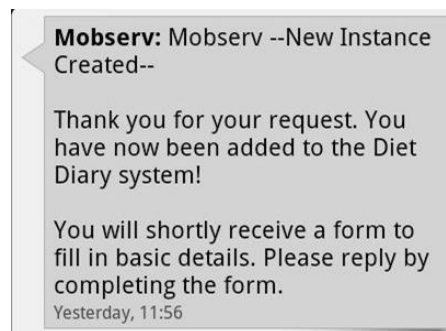 Mobserv: Mobserv --New Instance
Created--
Thank you for your request. You
have now been added to the Diet
Diary system!
You will shortly receive a form to
fill in basic details. Please reply by
completing the form.
Yesterday, 11:56